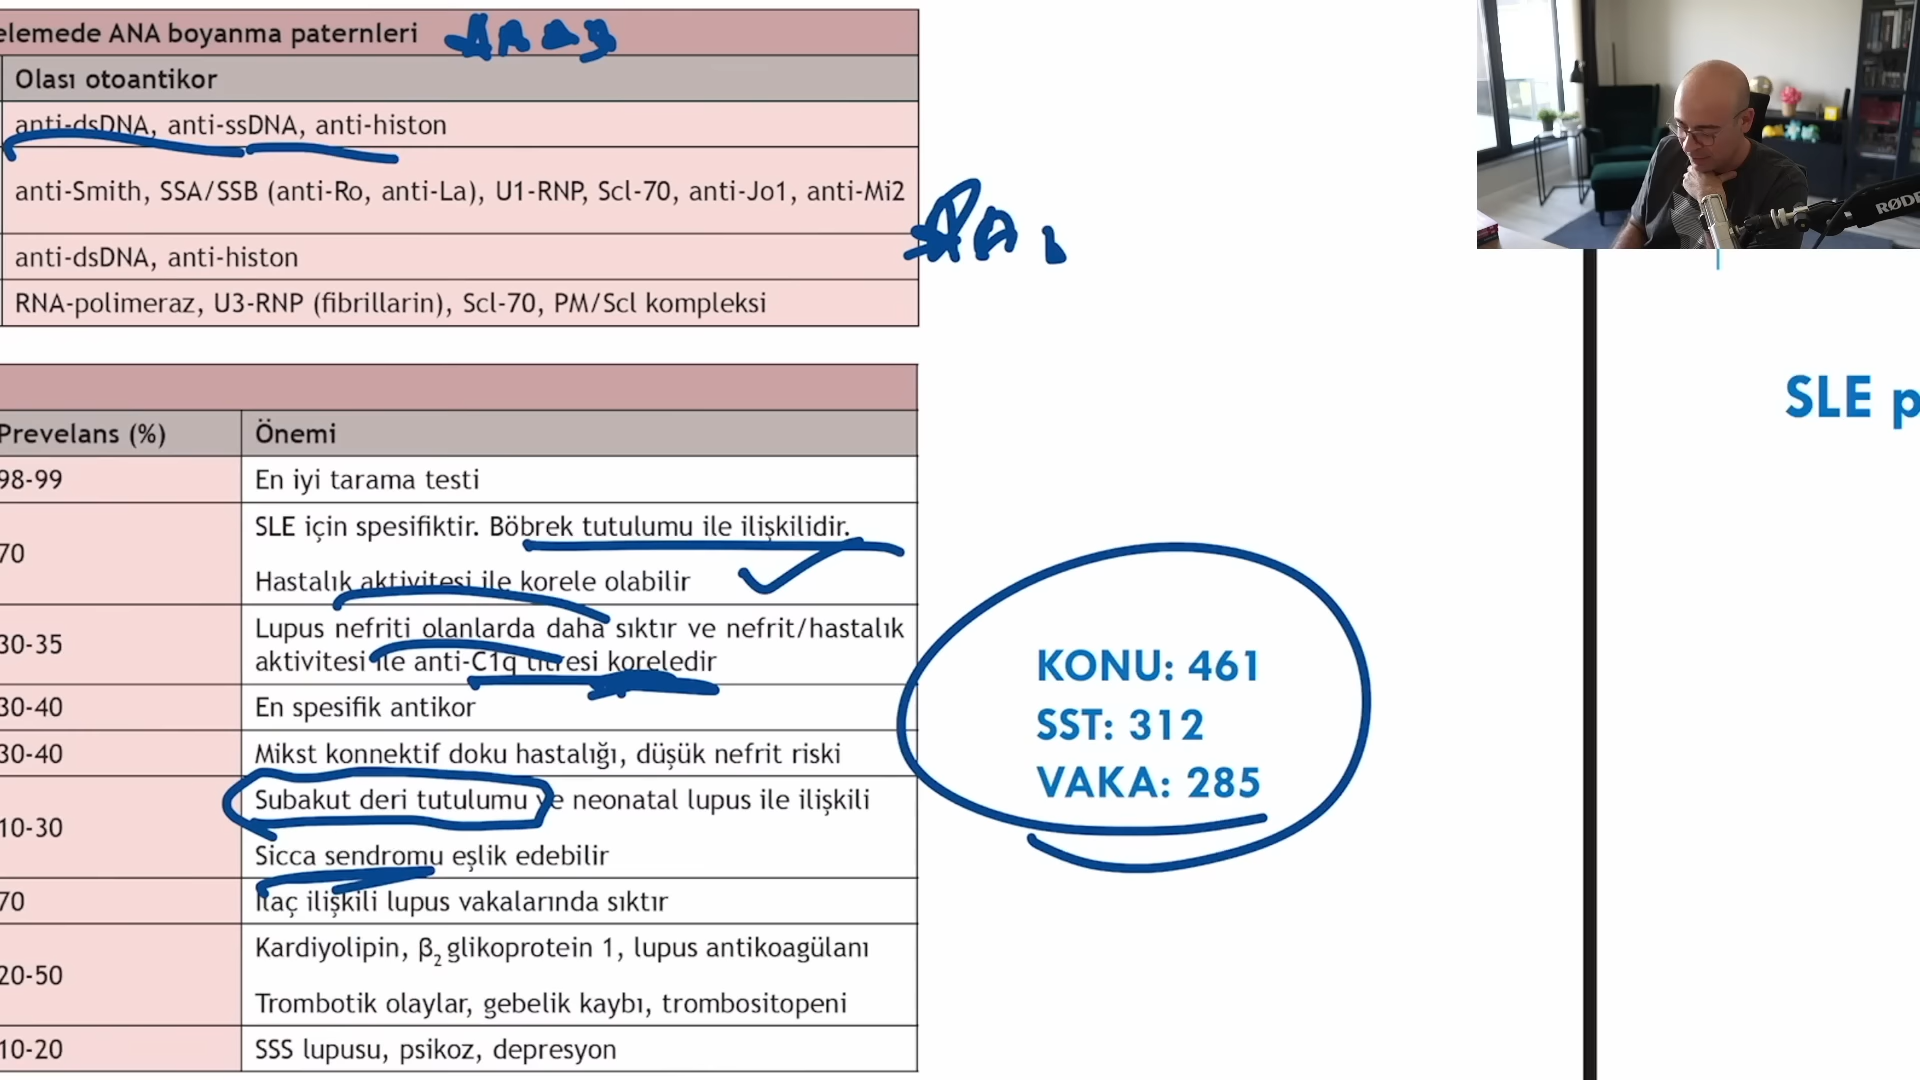 elemede ANA boyanma paternleri
Olası otoantikor
anti-dsDNA, anti-ssDNA, anti-histon
anti-Smith, SSA/SSB (anti-Ro, anti-La), U1-RNP, Scl-70, anti-Jo1, anti-Mi2
anti-dsDNA, anti-histon
RNA-polimeraz, U3-RNP (fibrillarin), Scl-70, PM/Scl kompleksi
Prevelans (%) Önemi
98-99 En iyi tarama testi
70 SLE için spesifiktir. Böbrek tutulumu ile ilişkilidir.
Hastalık aktivitesi ile korele olabilir
30-35 Lupus nefriti olanlarda daha sıktır ve nefrit/hastalık
aktivitesi ile anti-C1q titresi koreledir
30-40 En spesifik antikor
30-40 Mikst konnektif doku hastalığı, düşük nefrit riski
10-30 Subakut deri tutulumu ve neonatal lupus ile ilişkili
Sicca sendromu eşlik edebilir
70 İlaç ilişkili lupus vakalarında sıktır
20-50 Kardiyolipin, β2 glikoprotein 1, lupus antikoagülanı
Trombotik olaylar, gebelik kaybı, trombositopeni
10-20 SSS lupusu, psikoz, depresyon
KONU: 461
SST: 312
VAKA: 285
SLE p
RØDE